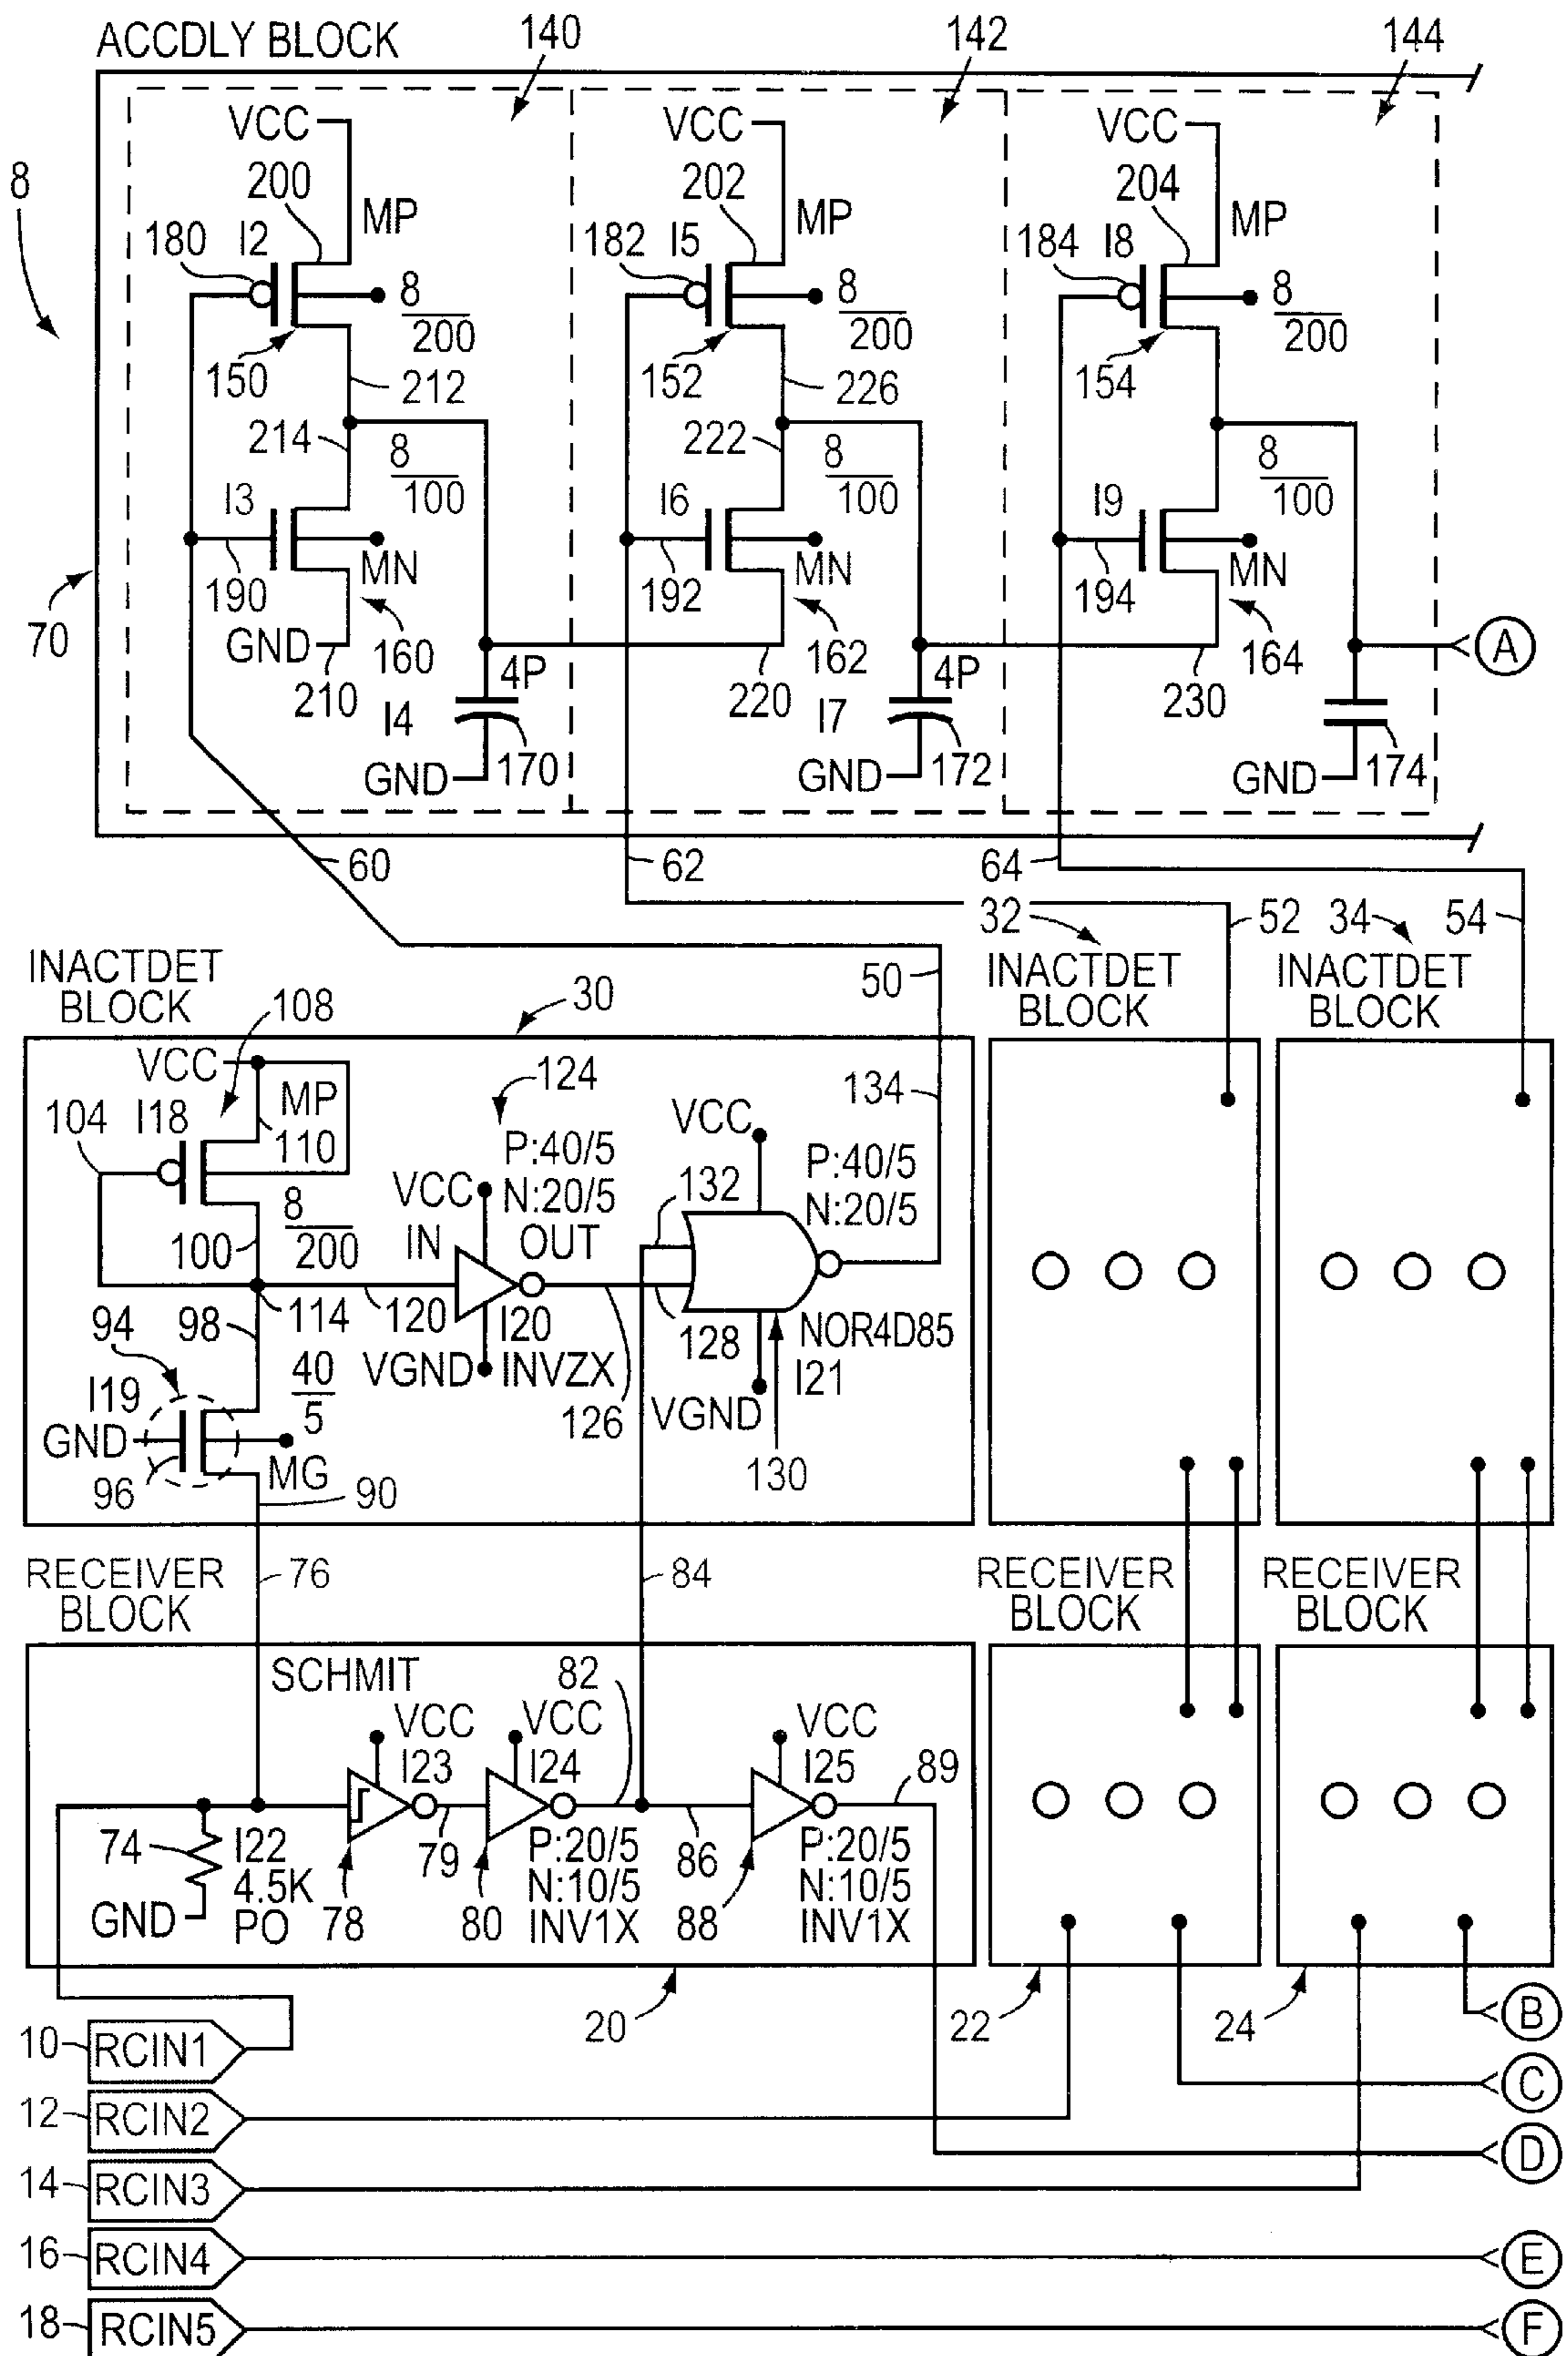 ACCDLY BLOCK
140
142
144
8
VCC
VCC
VCC
200
202
204
MP
MP
MP
180
I2
182
I5
184
I8
8
200
8
200
8
200
150
212
152
226
154
214
222
8
100
8
100
8
100
I3
I6
I9
MN
MN
MN
190
192
194
70
GND
160
162
164
A
210
4P
4P
I4
220
I7
230
170
172
174
GND
GND
GND
60
62
64
32
52
34
54
INACTDET
BLOCK
50
INACTDET
BLOCK
INACTDET
BLOCK
108
30
VCC
124
134
104
I18
MP
110
VCC
P:40/5
N:20/5
P:40/5
N:20/5
VCC
132
8
200
100
IN
OUT
94
98
114
120
I20
128
NOR4D85
I19
40
5
VGND
INVZX
I21
GND
126
VGND
96
MG
90
130
RECEIVER
BLOCK
76
84
RECEIVER
BLOCK
RECEIVER
BLOCK
SCHMIT
82
VCC
VCC
VCC
I23
I24
I25
89
74
I22
4.5K
PO
79
P:20/5
N:10/5
INV1X
86
P:20/5
N:10/5
INV1X
GND
78
80
88
20
22
24
B
10
RCIN1
C
12
RCIN2
D
14
RCIN3
16
RCIN4
E
18
RCIN5
F